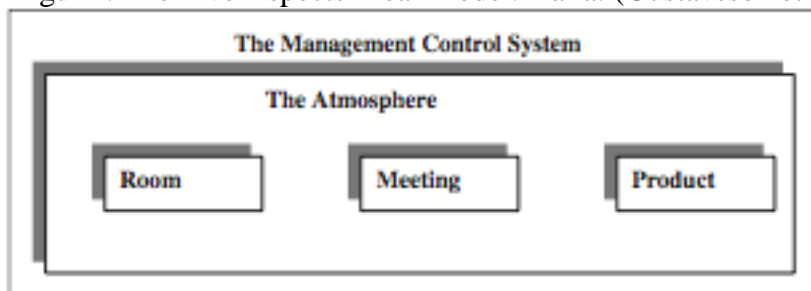 The Management Control System
The Atmosphere
Room
Meeting
Product